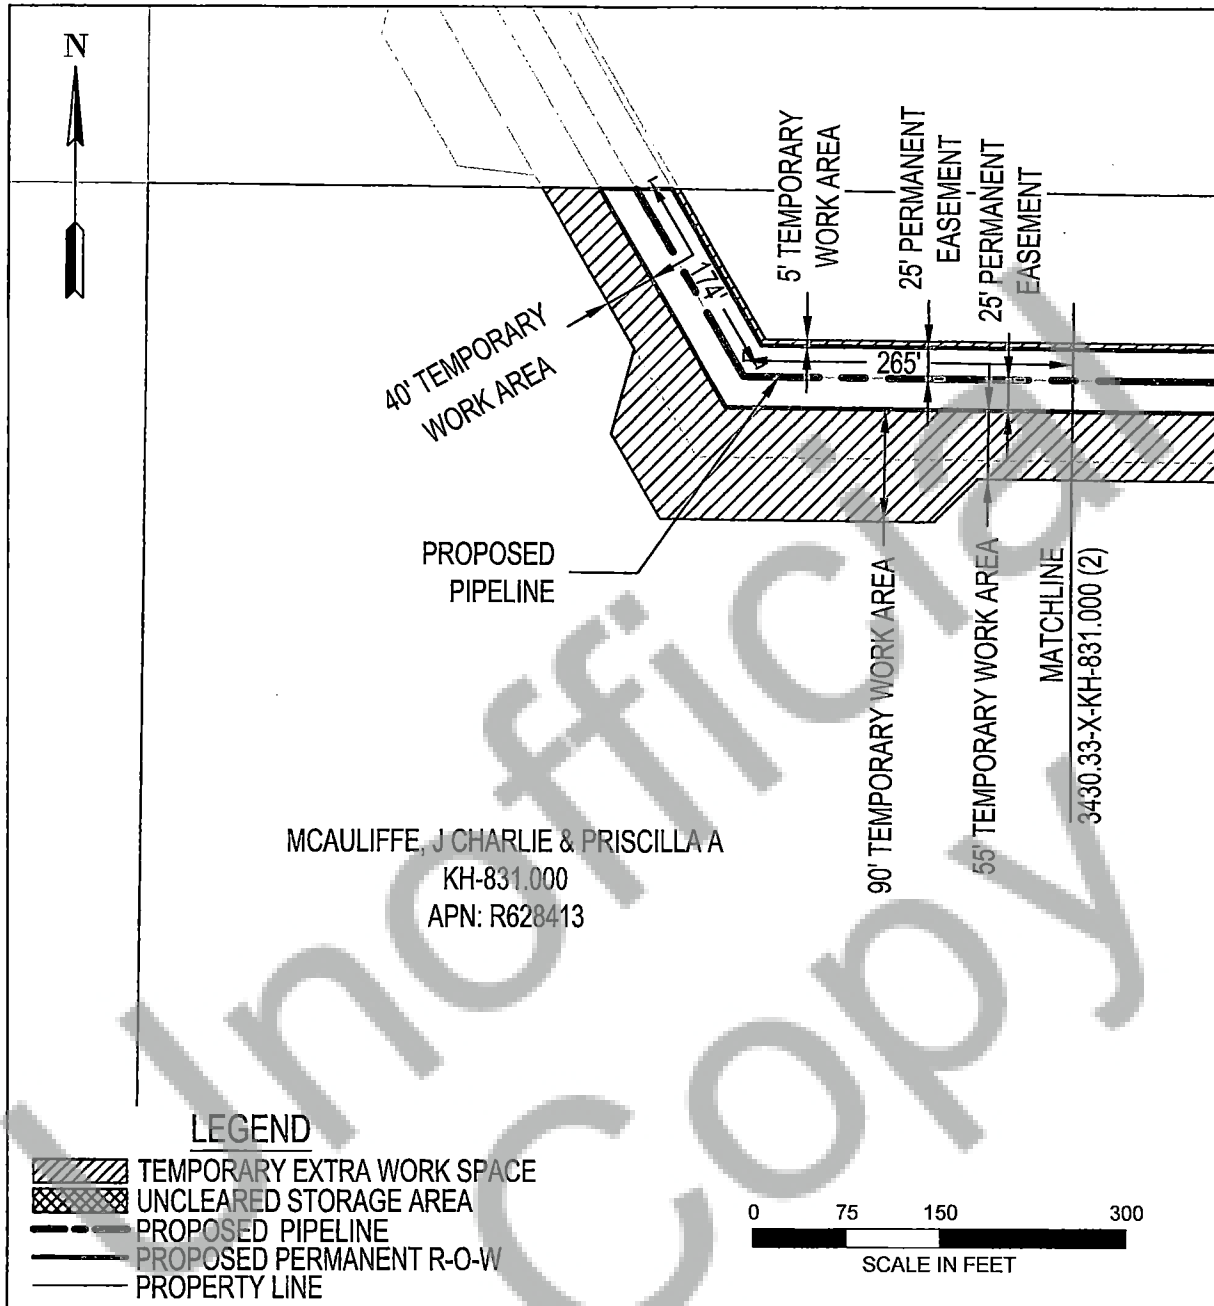 N
5' TEMPORARY
WORK AREA
25' PERMANENT
EASEMENT
25' PERMANENT
EASEMENT
174'
265'
40' TEMPORARY
WORK AREA
PROPOSED
PIPELINE
90' TEMPORARY WORK AREA
55' TEMPORARY WORK AREA
MATCHLINE
3430.33-X-KH-831.000 (2)
MCAULIFFE, J CHARLIE & PRISCILLA A
KH-831.000
APN: R628413
LEGEND
TEMPORARY EXTRA WORK SPACE
UNCLEARED STORAGE AREA
PROPOSED PIPELINE
PROPOSED PERMANENT R-O-W
PROPERTY LINE
0 75 150 300
SCALE IN FEET
Unofficial
Copy